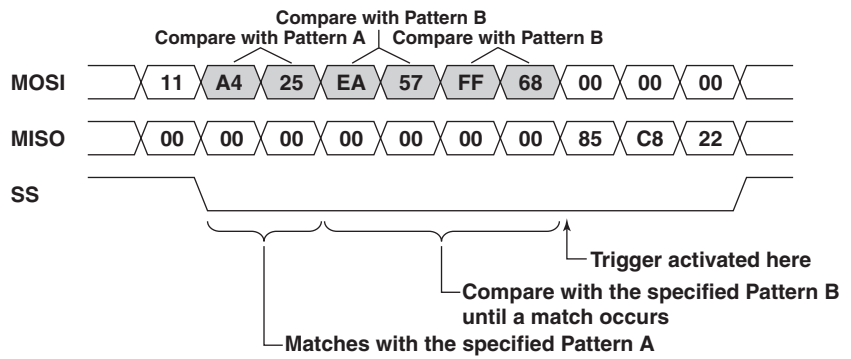 Compare with Pattern B
Compare with Pattern A Compare with Pattern B
MOSI 11 A4 25 EA 57 FF 68 00 00 00
MISO 00 00 00 00 00 00 00 85 C8 22
SS
Trigger activated here
Compare with the specified Pattern B
until a match occurs
Matches with the specified Pattern A